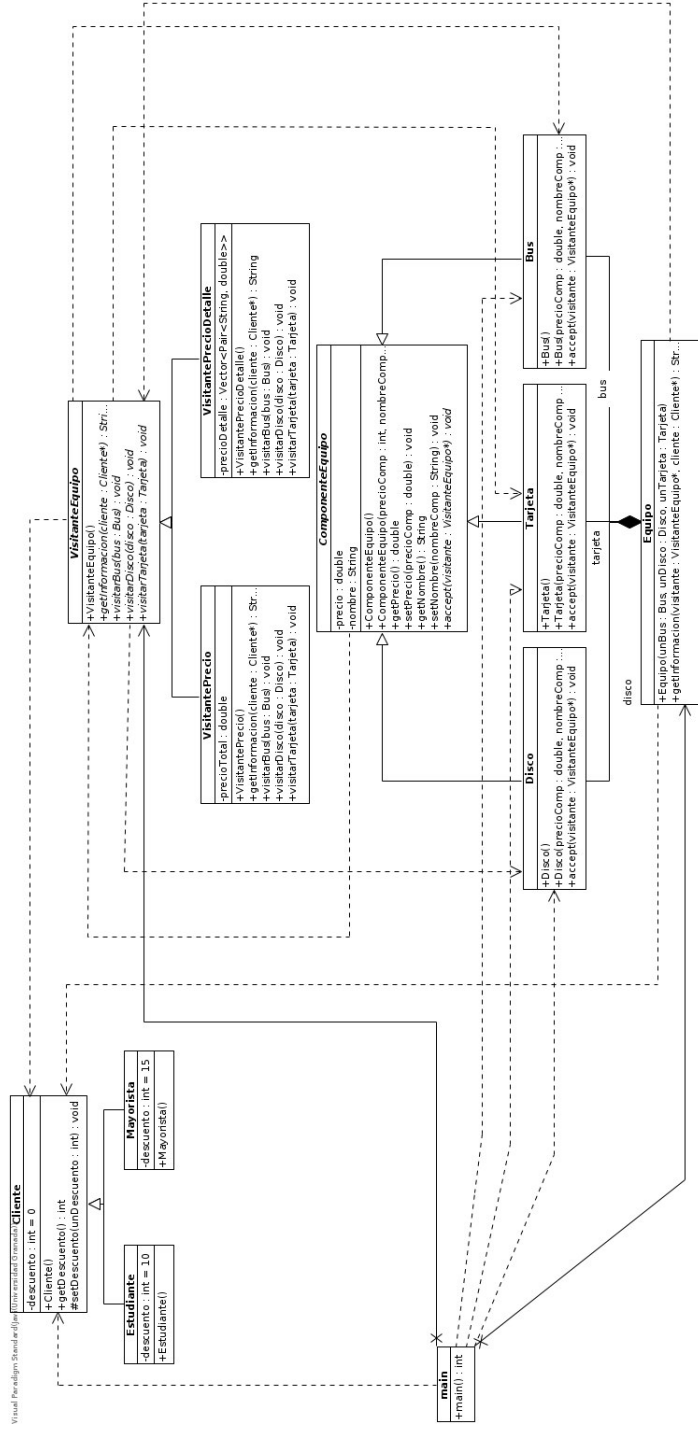 Visual Paradigm Standard(javi(Universidad Granada))
Cliente
-descuento : int = 0
+Cliente()
+getDescuento() : int
#setDescuento(unDescuento : int) : void
Estudiante
-descuento : int = 10
+Estudiante()
Mayorista
-descuento : int = 15
+Mayorista()
main
+main() : int
VisitanteEquipo
+VisitanteEquipo()
+getInformacion(cliente : Cliente*) : Stri...
+visitarBus(bus : Bus) : void
+visitarDisco(disco : Disco) : void
+visitarTarjeta(tarjeta : Tarjeta) : void
VisitantePrecio
-precioTotal : double
+VisitantePrecio()
+getInformacion(cliente : Cliente*) : Str...
+visitarBus(bus : Bus) : void
+visitarDisco(disco : Disco) : void
+visitarTarjeta(tarjeta : Tarjeta) : void
VisitantePrecioDetalle
-precioDetalle : Vector<Pair<String, double>>
+VisitantePrecioDetalle()
+getInformacion(cliente : Cliente*) : String
+visitarBus(bus : Bus) : void
+visitarDisco(disco : Disco) : void
+visitarTarjeta(tarjeta : Tarjeta) : void
ComponenteEquipo
-precio : double
-nombre : String
+ComponenteEquipo()
+ComponenteEquipo(precioComp : int, nombreComp...
+getPrecio() : double
+setPrecio(precioComp : double) : void
+getNombre() : String
+setNombre(nombreComp : String) : void
+accept(visitante : VisitanteEquipo*) : void
Disco
+Disco()
+Disco(precioComp : double, nombreComp :...
+accept(visitante : VisitanteEquipo*) : void
Tarjeta
+Tarjeta()
+Tarjeta(precioComp : double, nombreComp ...
+accept(visitante : VisitanteEquipo*) : void
Bus
+Bus()
+Bus(precioComp : double, nombreComp :...
+accept(visitante : VisitanteEquipo*) : void
disco
tarjeta
bus
Equipo
+Equipo(unBus : Bus, unDisco : Disco, unTarjeta : Tarjeta)
+getInformacion(visitante : VisitanteEquipo*, cliente : Cliente*) : Str...